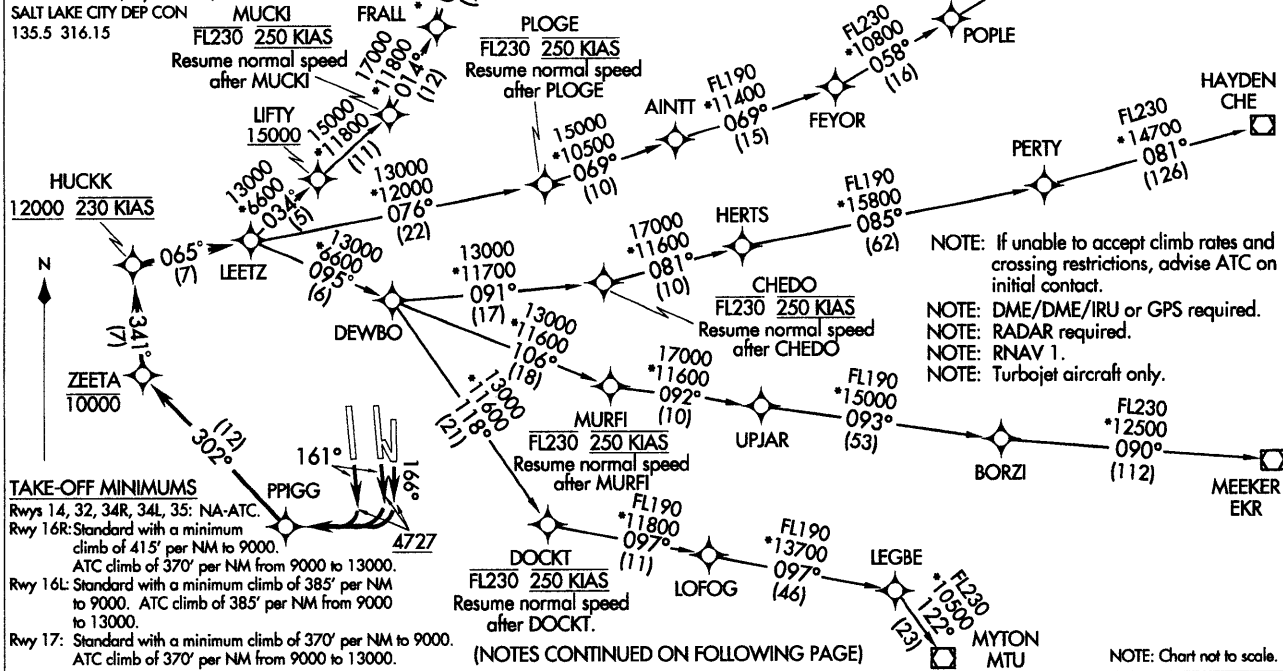 SALT LAKE CITY DEP CON
135.5 316.15
MUCKI
FL230 250 KIAS
Resume normal speed
after MUCKI
FRALL
17000
*11800
014°
(12)
PLOGE
FL230 250 KIAS
Resume normal speed
after PLOGE
FL230
*10800
058°
(16)
POPLE
LIFTY
15000
15000
*11800
(11)
AINTT
FL190
*11400
069°
(15)
FEYOR
HAYDEN
CHE
FL230
*14700
081°
(126)
PERTY
15000
*10500
069°
(10)
HUCKK
12000 230 KIAS
13000
*6600
034°
(5)
13000
*12000
076°
(22)
065°
(7)
LEETZ
FL190
*15800
085°
(62)
HERTS
17000
*11600
081°
(10)
NOTE: If unable to accept climb rates and
crossing restrictions, advise ATC on
initial contact.
NOTE: DME/DME/IRU or GPS required.
NOTE: RADAR required.
NOTE: RNAV 1.
NOTE: Turbojet aircraft only.
N
*13000
6600
095°
(6)
13000
*11700
091°
(17)
CHEDO
FL230 250 KIAS
Resume normal speed
after CHEDO
DEWBO
341°
(7)
ZEETA
10000
13000
*11600
106°
(18)
17000
*11600
092°
(10)
FL190
*15000
093°
(53)
FL230
*12500
090°
(112)
*13000
11600
118°
(21)
MURFI
FL230 250 KIAS
Resume normal speed
after MURFI
UPJAR
BORZI
MEEKER
EKR
(12)
302°
161°
166°
PPIGG
4727
TAKE-OFF MINIMUMS
Rwys 14, 32, 34R, 34L, 35: NA-ATC.
Rwy 16R: Standard with a minimum
climb of 415' per NM to 9000.
ATC climb of 370' per NM from 9000 to 13000.
Rwy 16L: Standard with a minimum climb of 385' per NM
to 9000. ATC climb of 385' per NM from 9000
to 13000.
Rwy 17: Standard with a minimum climb of 370' per NM to 9000.
ATC climb of 370' per NM from 9000 to 13000.
DOCKT
FL230 250 KIAS
Resume normal speed
after DOCKT.
FL190
*11800
097°
(11)
LOFOG
FL190
*13700
097°
(46)
LEGBE
FL230
*10500
122°
(23)
MYTON
MTU
(NOTES CONTINUED ON FOLLOWING PAGE)
NOTE: Chart not to scale.